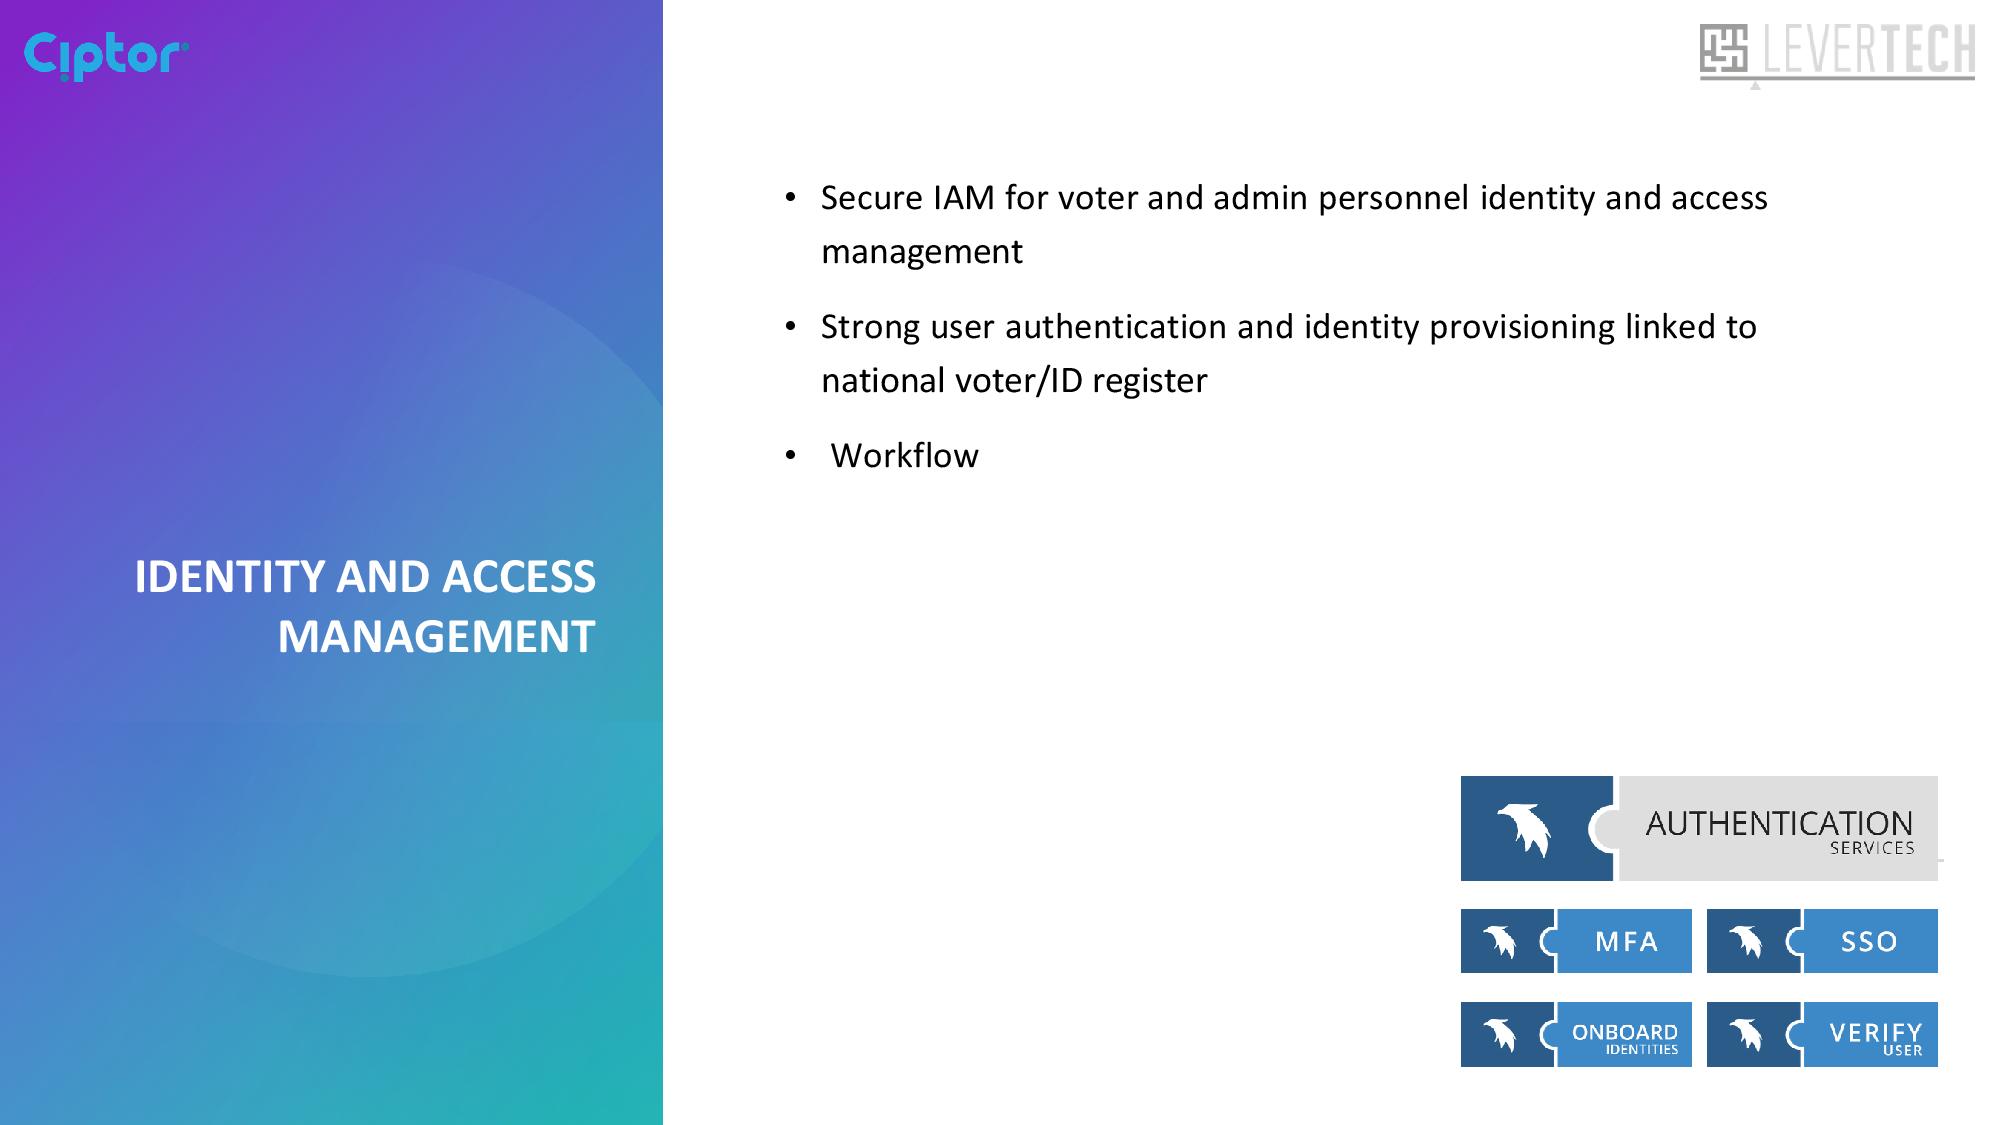 Ciptor
LEVERTECH
• Secure IAM for voter and admin personnel identity and access
management
• Strong user authentication and identity provisioning linked to
national voter/ID register
• Workflow
IDENTITY AND ACCESS
MANAGEMENT
AUTHENTICATION
SERVICES
MFA
SSO
ONBOARD
IDENTITIES
VERIFY
USER